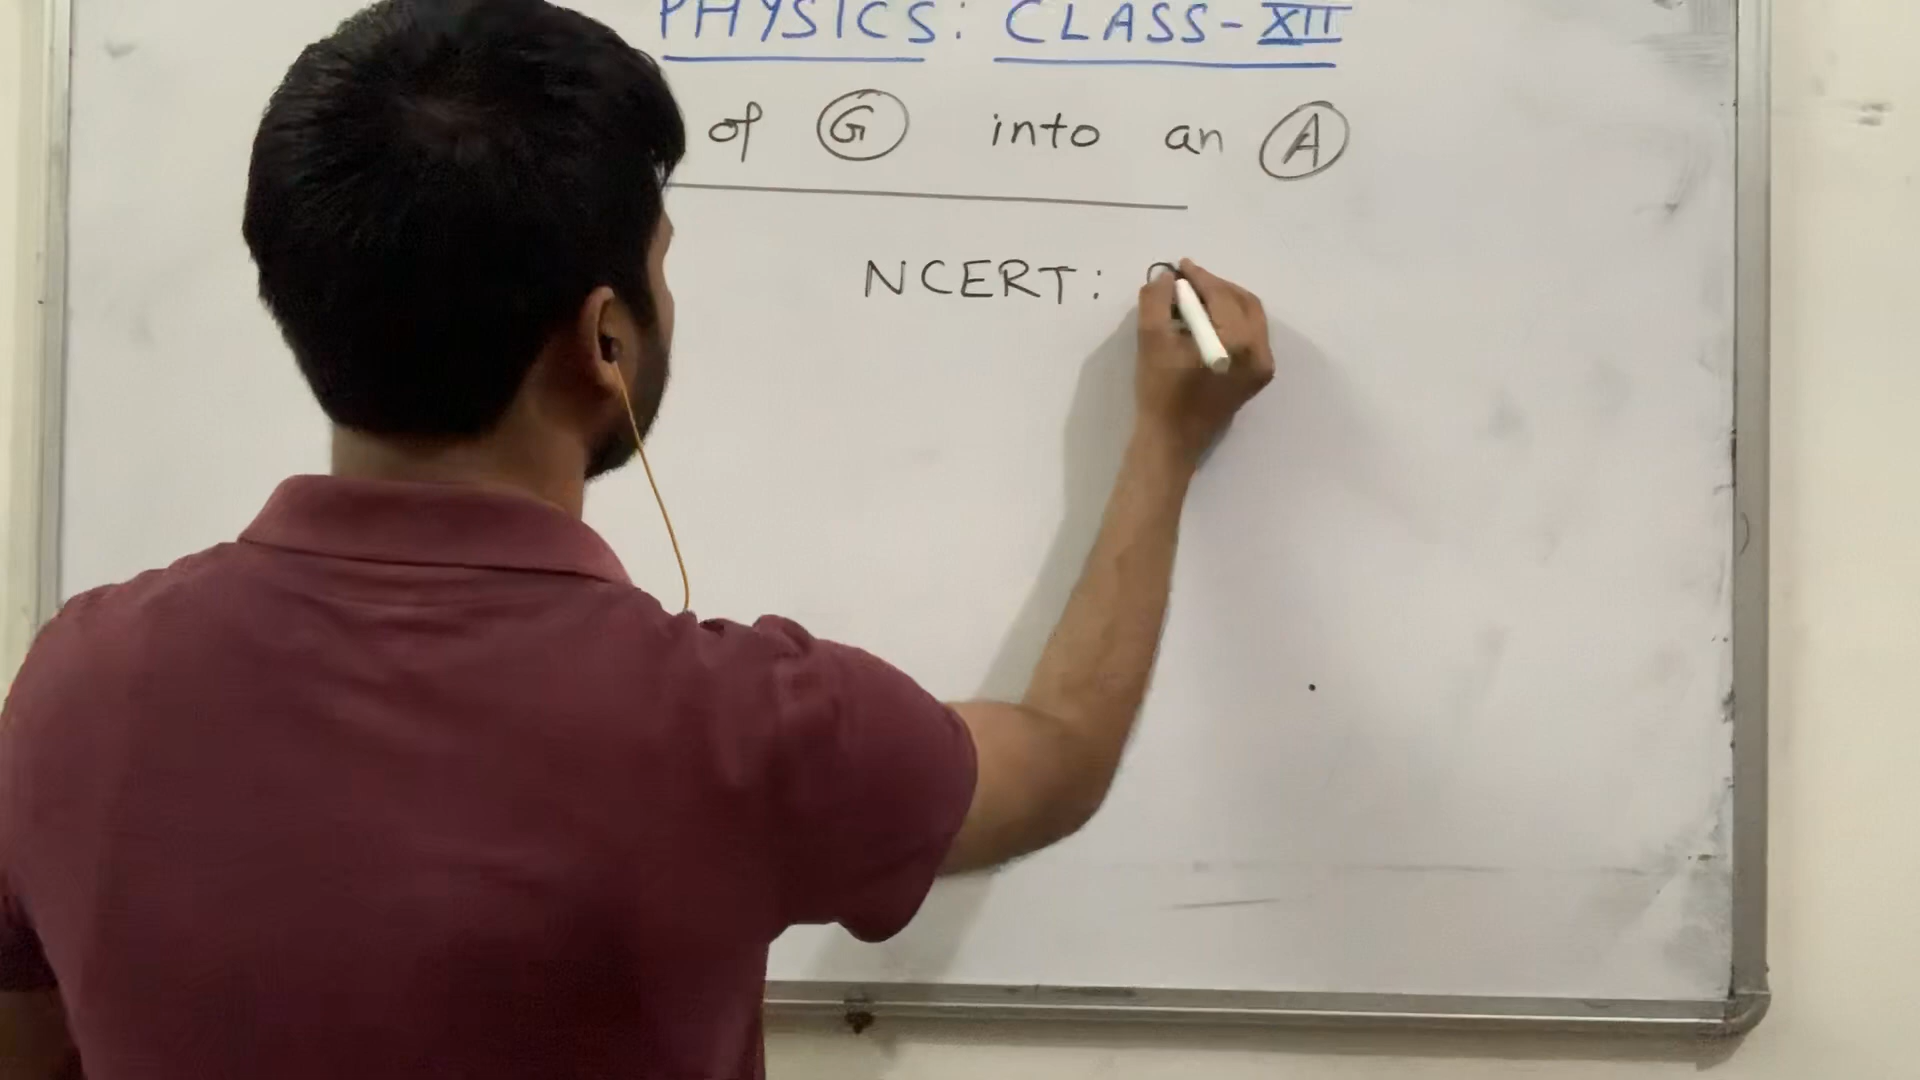 PHYSICS: CLASS-XII
of G into an A
NCERT: